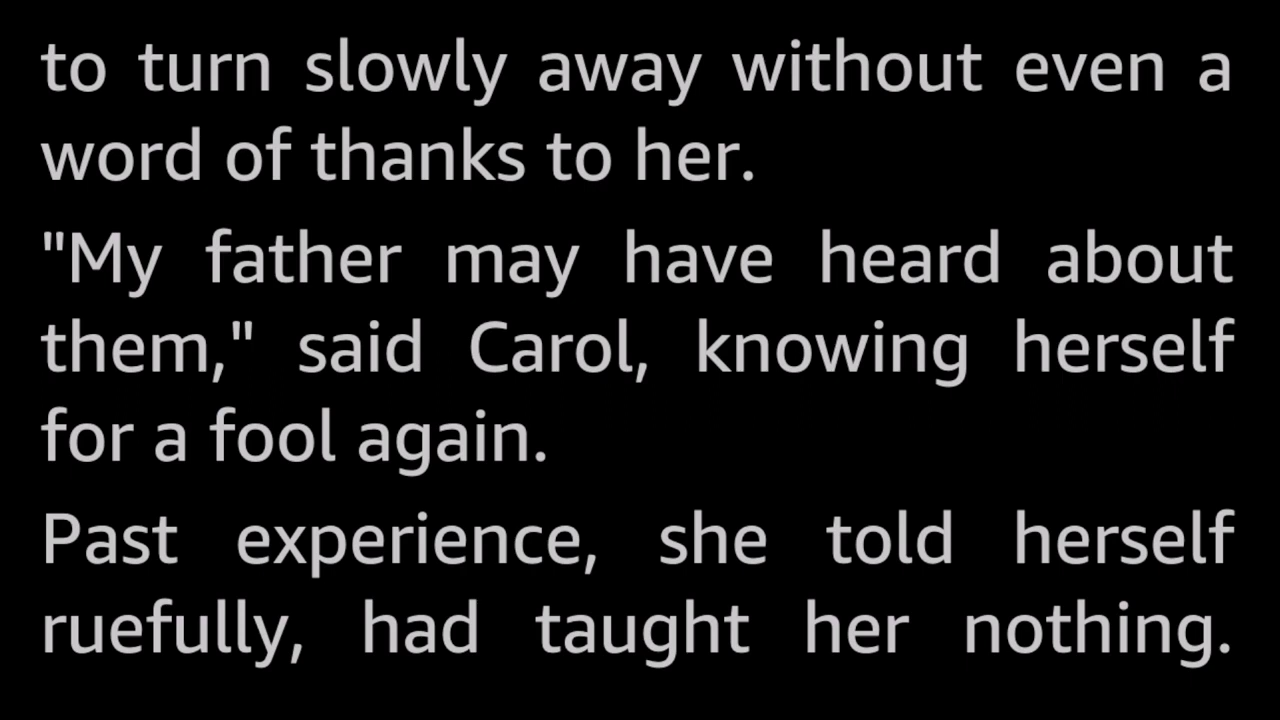 to turn slowly away without even a
word of thanks to her.
"My father may have heard about
them," said Carol, knowing herself
for a fool again.
Past experience, she told herself
ruefully, had taught her nothing.